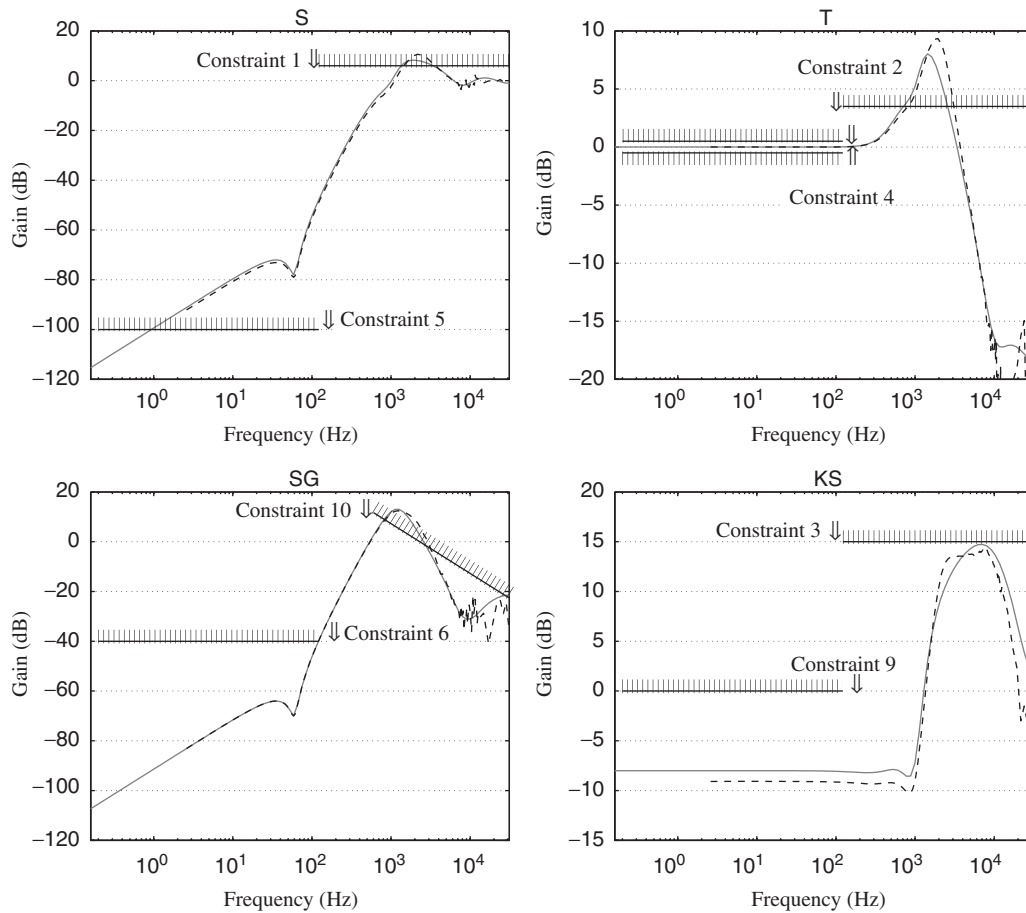 S
20
0
−20
−40
−60
−80
−100
−120
Gain (dB)
Constraint 1
Constraint 5
10^0 10^1 10^2 10^3 10^4
Frequency (Hz)
T
10
5
0
−5
−10
−15
−20
Gain (dB)
Constraint 2
Constraint 4
10^0 10^1 10^2 10^3 10^4
Frequency (Hz)
SG
20
0
−20
−40
−60
−80
−100
−120
Gain (dB)
Constraint 10
Constraint 6
10^0 10^1 10^2 10^3 10^4
Frequency (Hz)
KS
20
15
10
5
0
−5
−10
−15
Gain (dB)
Constraint 3
Constraint 9
10^0 10^1 10^2 10^3 10^4
Frequency (Hz)